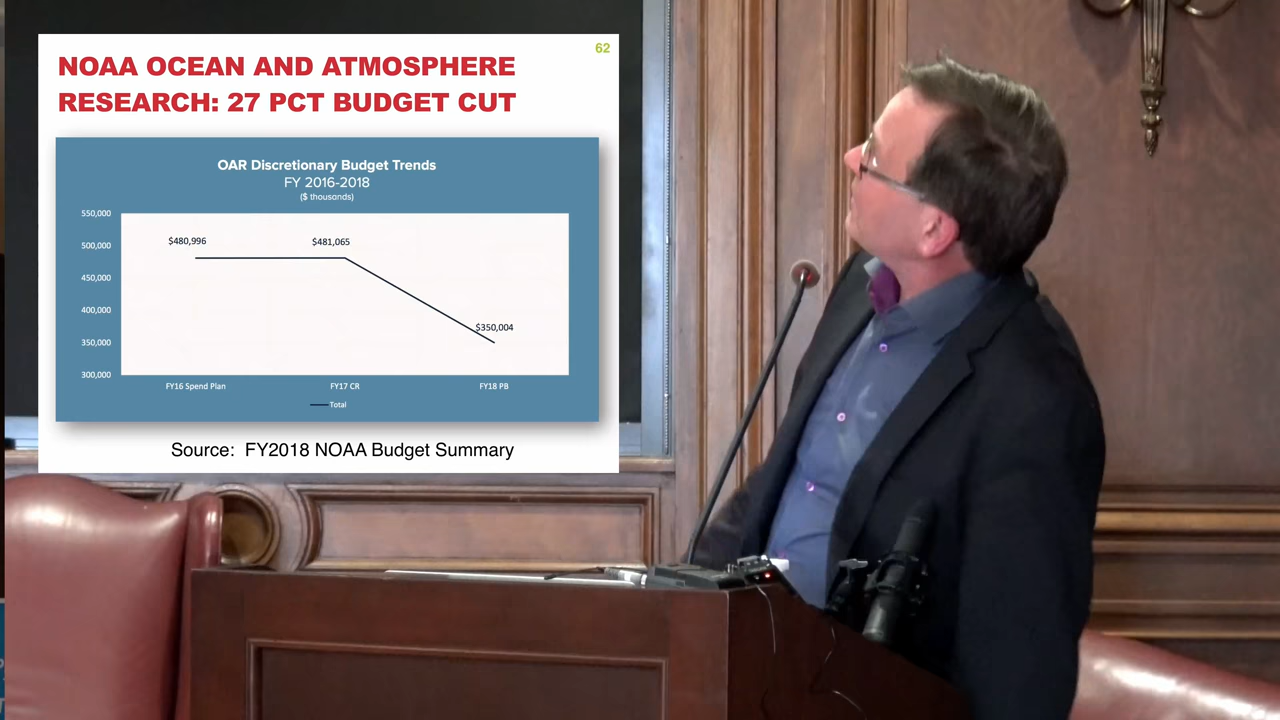 62
NOAA OCEAN AND ATMOSPHERE
RESEARCH: 27 PCT BUDGET CUT
OAR Discretionary Budget Trends
FY 2016-2018
($ thousands)
550,000
500,000
450,000
400,000
350,000
300,000
$480,996
$481,065
$350,004
FY16 Spend Plan
FY17 CR
FY18 PB
Total
Source: FY2018 NOAA Budget Summary